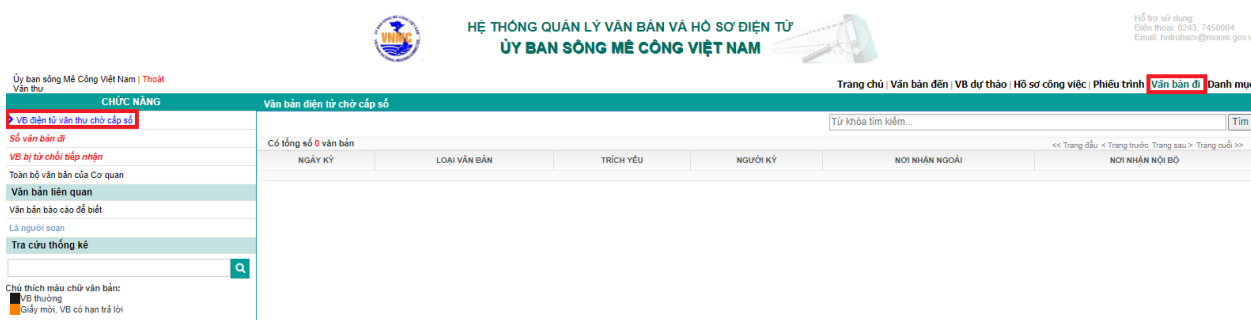 HỆ THỐNG QUẢN LÝ VĂN BẢN VÀ HỒ SƠ ĐIỆN TỬ
ỦY BAN SÔNG MÊ CÔNG VIỆT NAM
VNMC
Hỗ trợ sử dụng:
Điện thoại: 0243. 7450004
Email: hotrohscv@monre.gov.v
Ủy ban sông Mê Công Việt Nam | Thoát
Văn thư
Trang chủ | Văn bản đến | VB dự thảo | Hồ sơ công việc | Phiếu trình | Văn bản đi | Danh mục
CHỨC NĂNG
Văn bản điện tử chờ cấp số
VB điện tử văn thư chờ cấp số
Từ khóa tìm kiếm...
Tìm
Sổ văn bản đi
Có tổng số 0 văn bản
<< Trang đầu < Trang trước Trang sau > Trang cuối >>
VB bị từ chối tiếp nhận
NGÀY KÝ LOẠI VĂN BẢN TRÍCH YẾU NGƯỜI KÝ NƠI NHẬN NGOÀI NƠI NHẬN NỘI BỘ
Toàn bộ văn bản của Cơ quan
Văn bản liên quan
Văn bản báo cáo để biết
Là người soạn
Tra cứu thống kê
Chú thích màu chữ văn bản:
VB thường
Giấy mời, VB có hạn trả lời